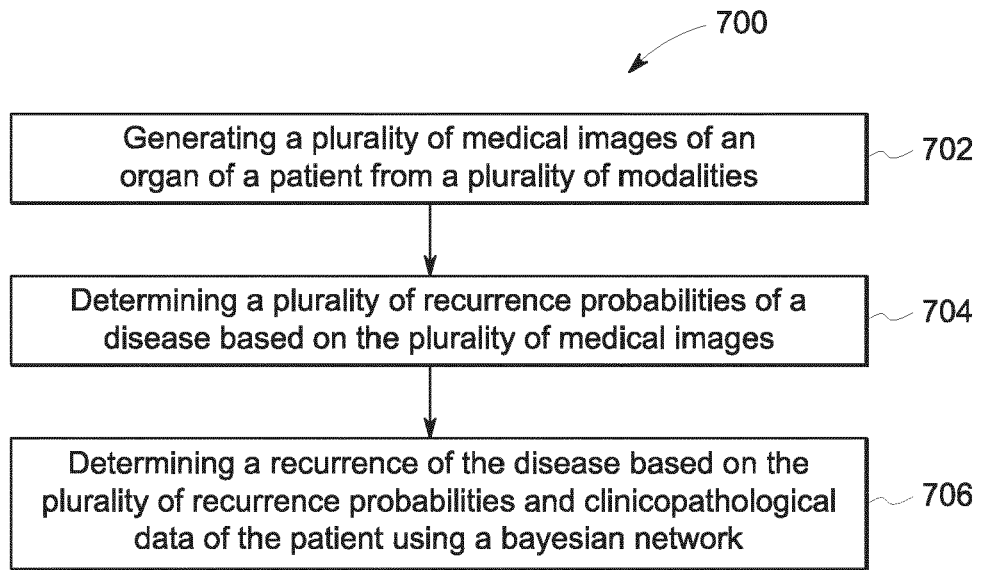 700
Generating a plurality of medical images of an
organ of a patient from a plurality of modalities
702
Determining a plurality of recurrence probabilities of a
disease based on the plurality of medical images
704
Determining a recurrence of the disease based on the
plurality of recurrence probabilities and clinicopathological
data of the patient using a bayesian network
706